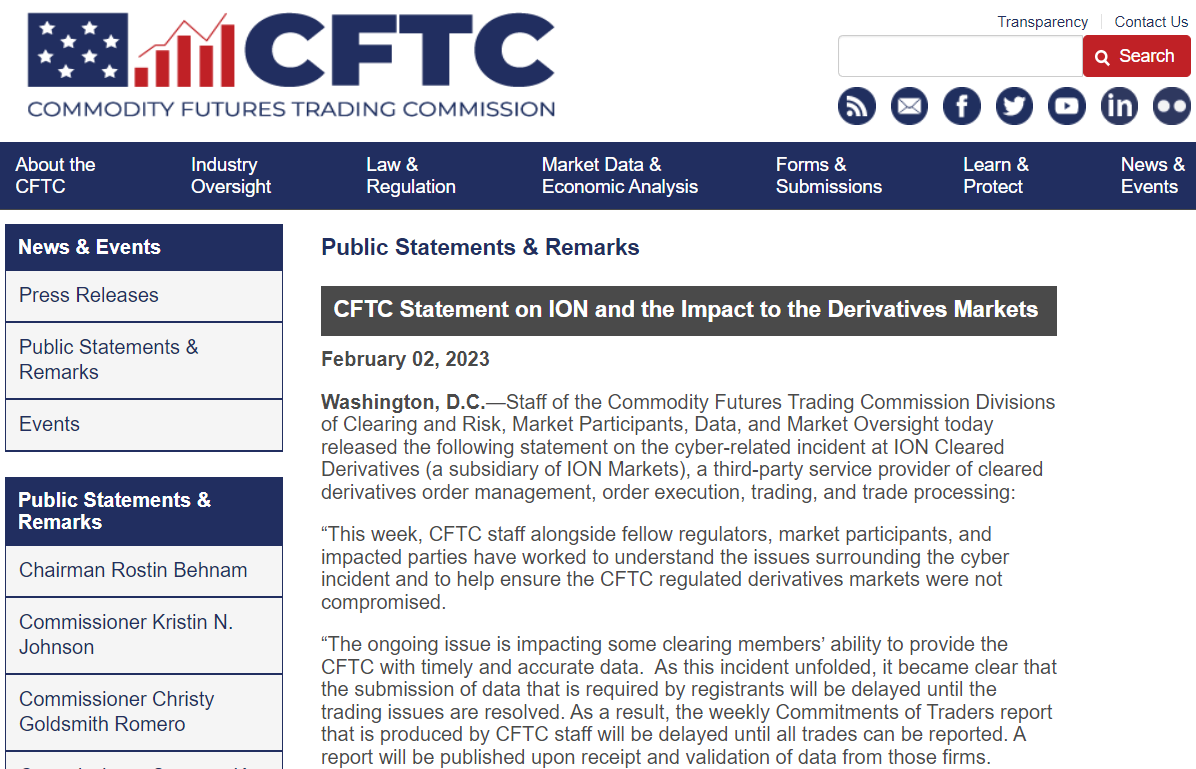 CFTC
COMMODITY FUTURES TRADING COMMISSION
Transparency
Contact Us
Search
About the
CFTC
Industry
Oversight
Law &
Regulation
Market Data &
Economic Analysis
Forms &
Submissions
Learn &
Protect
News &
Events
News & Events
Press Releases
Public Statements &
Remarks
Events
Public Statements &
Remarks
Chairman Rostin Behnam
Commissioner Kristin N.
Johnson
Commissioner Christy
Goldsmith Romero
Public Statements & Remarks
CFTC Statement on ION and the Impact to the Derivatives Markets
February 02, 2023
Washington, D.C.—Staff of the Commodity Futures Trading Commission Divisions
of Clearing and Risk, Market Participants, Data, and Market Oversight today
released the following statement on the cyber-related incident at ION Cleared
Derivatives (a subsidiary of ION Markets), a third-party service provider of cleared
derivatives order management, order execution, trading, and trade processing:
“This week, CFTC staff alongside fellow regulators, market participants, and
impacted parties have worked to understand the issues surrounding the cyber
incident and to help ensure the CFTC regulated derivatives markets were not
compromised.
“The ongoing issue is impacting some clearing members’ ability to provide the
CFTC with timely and accurate data.  As this incident unfolded, it became clear that
the submission of data that is required by registrants will be delayed until the
trading issues are resolved. As a result, the weekly Commitments of Traders report
that is produced by CFTC staff will be delayed until all trades can be reported. A
report will be published upon receipt and validation of data from those firms.